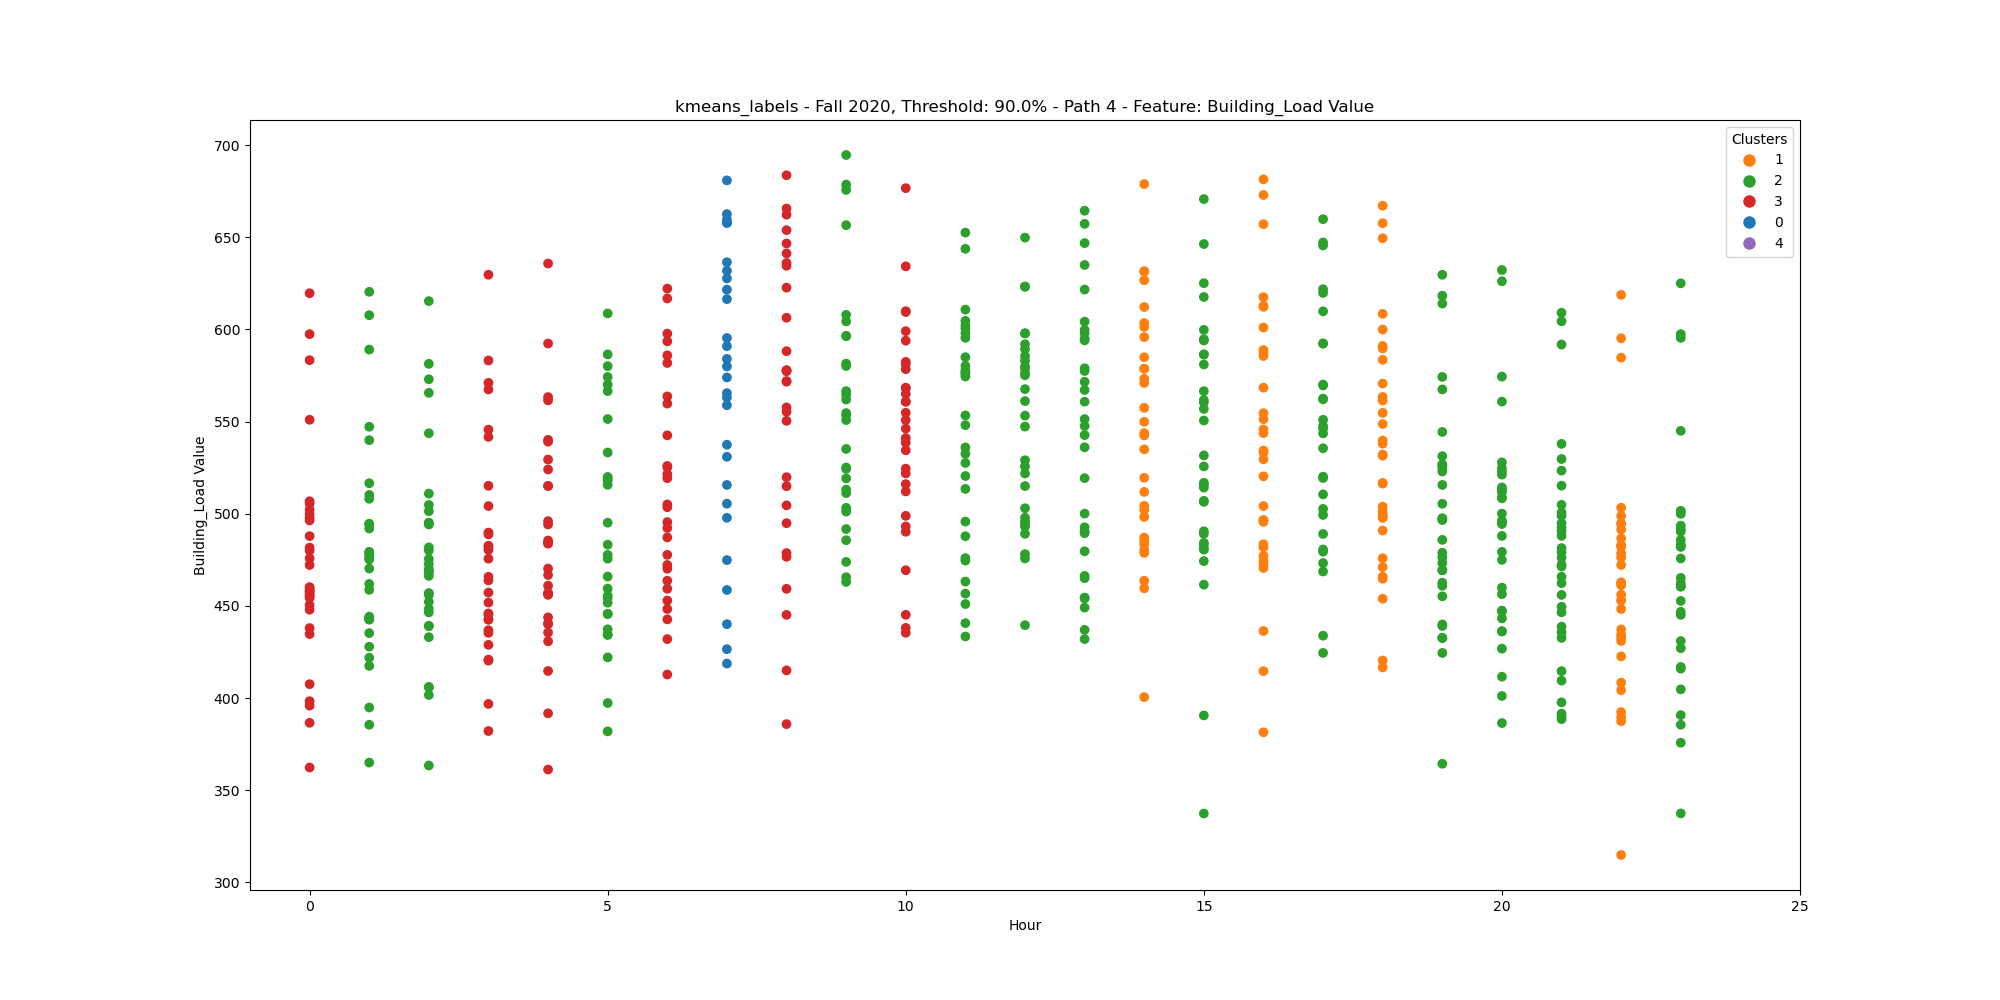 kmeans_labels - Fall 2020, Threshold: 90.0% - Path 4 - Feature: Building_Load Value
Clusters
1
2
3
0
4
700
650
600
550
500
450
400
350
300
Building_Load Value
0 5 10 15 20 25
Hour